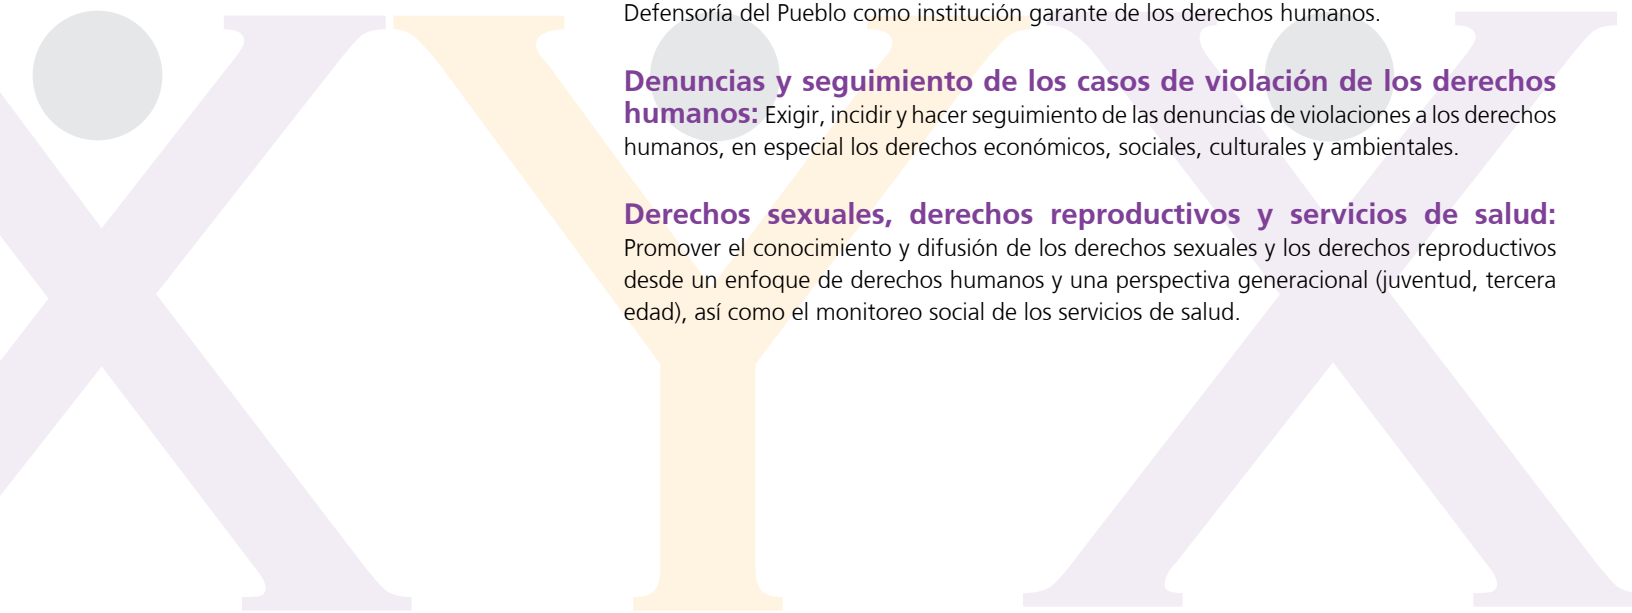 Defensoría del Pueblo como institución garante de los derechos humanos.
Denuncias y seguimiento de los casos de violación de los derechos
humanos: Exigir, incidir y hacer seguimiento de las denuncias de violaciones a los derechos
humanos, en especial los derechos económicos, sociales, culturales y ambientales.
Derechos sexuales, derechos reproductivos y servicios de salud:
Promover el conocimiento y difusión de los derechos sexuales y los derechos reproductivos
desde un enfoque de derechos humanos y una perspectiva generacional (juventud, tercera
edad), así como el monitoreo social de los servicios de salud.